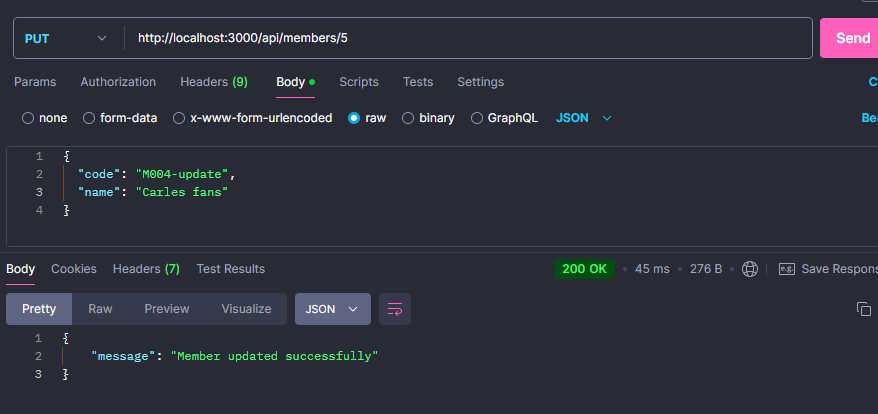 PUT http://localhost:3000/api/members/5 Send
Params Authorization Headers (9) Body Scripts Tests Settings C
none form-data x-www-form-urlencoded raw binary GraphQL JSON Bea
1 {
2 "code": "M004-update",
3 "name": "Carles fans"
4 }
Body Cookies Headers (7) Test Results 200 OK 45 ms 276 B e.g. Save Respons
Pretty Raw Preview Visualize JSON
1 {
2 "message": "Member updated successfully"
3 }